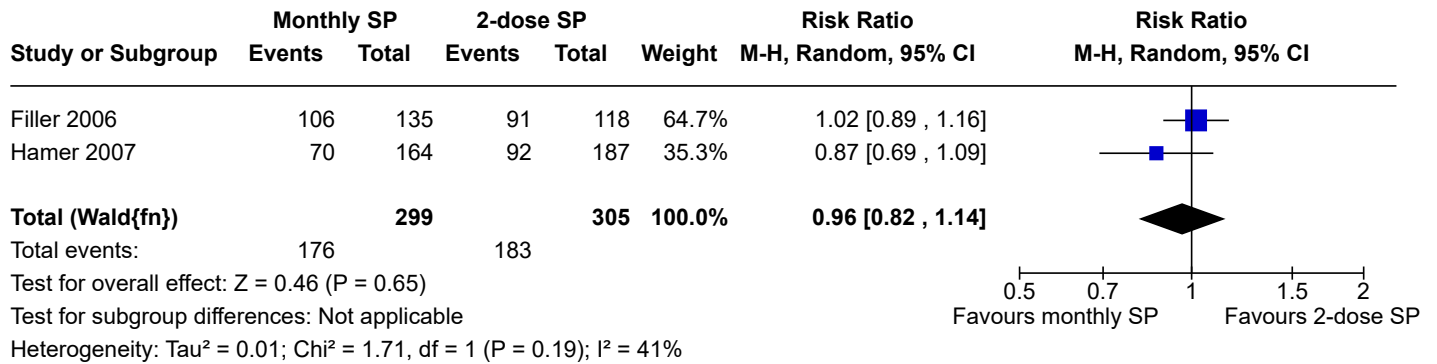 Monthly SP 2-dose SP Risk Ratio Risk Ratio
Study or Subgroup Events Total Events Total Weight M-H, Random, 95% CI M-H, Random, 95% CI
Filler 2006 106 135 91 118 64.7% 1.02 [0.89 , 1.16]
Hamer 2007 70 164 92 187 35.3% 0.87 [0.69 , 1.09]
Total (Wald{fn}) 299 305 100.0% 0.96 [0.82 , 1.14]
Total events: 176 183
Test for overall effect: Z = 0.46 (P = 0.65)
0.5 0.7 1 1.5 2
Test for subgroup differences: Not applicable
Favours monthly SP Favours 2-dose SP
Heterogeneity: Tau² = 0.01; Chi² = 1.71, df = 1 (P = 0.19); I² = 41%